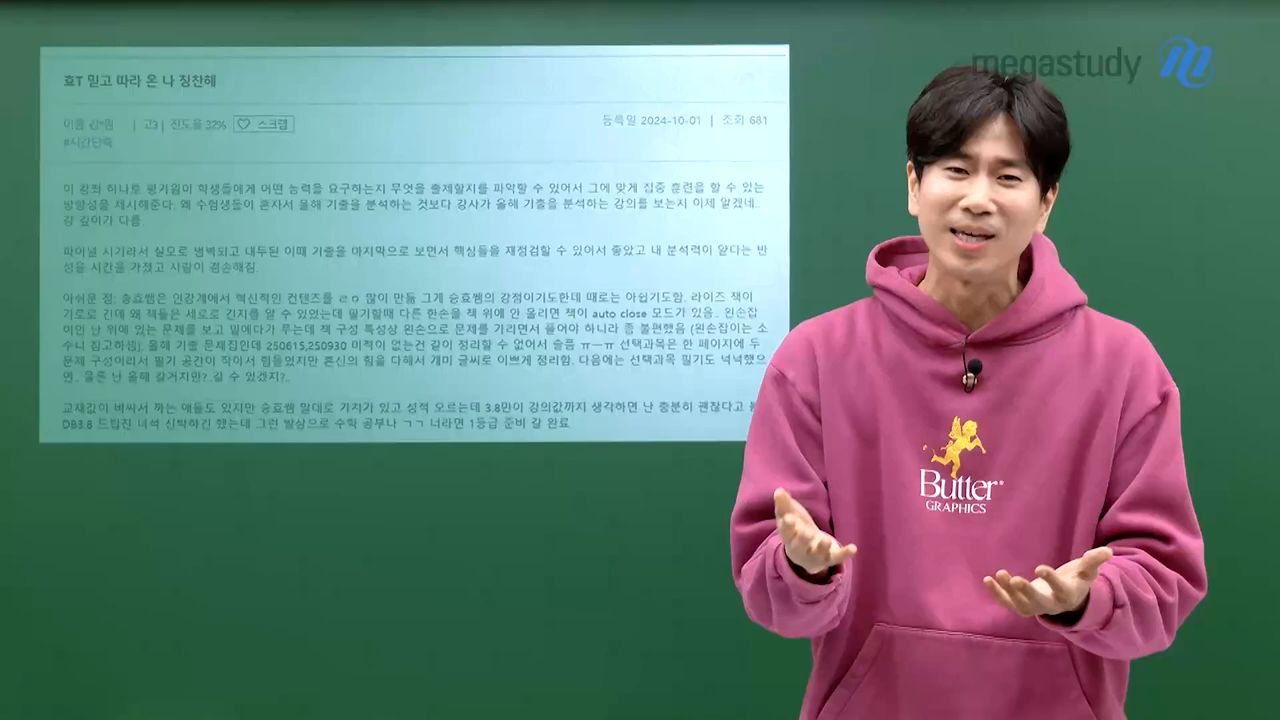 megastudy
효T 믿고 따라 온 나 칭찬해
이름 김*원 | 고3 | 진도율 32% ♡ 스크랩
등록일 2024-10-01 | 조회 681
#시간단축
이 강좌 하나로 평가원이 학생들에게 어떤 능력을 요구하는지 무엇을 출제할지를 파악할 수 있어서 그에 맞게 집중 훈련을 할 수 있는
방향성을 제시해준다. 왜 수험생들이 혼자서 올해 기출을 분석하는 것보다 강사가 올해 기출을 분석하는 강의를 보는지 이제 알겠네..
걍 깊이가 다름.
파이널 시기라서 실모로 범벅되고 대두된 이때 기출을 마지막으로 보면서 핵심들을 재정검할 수 있어서 좋았고 내 분석력이 얕다는 반
성을 시간을 가졌고 사람이 겸손해짐.
아쉬운 점: 승효쌤은 인강계에서 혁신적인 컨텐츠를 ㄹㅇ 많이 만듦 그게 승효쌤의 강점이기도한데 때로는 아쉽기도함. 라이즈 책이
가로로 긴데 왜 책들은 세로로 긴지를 알 수 있었는데 필기할때 다른 한손을 책 위에 안 올리면 책이 auto close 모드가 있음.. 왼손잡
이인 난 위에 있는 문제를 보고 밑에다가 푸는데 책 구성 특성상 왼손으로 문제를 가리면서 풀어야 하니라 좀 불편했음 (왼손잡이는 소
수니 참고하셈). 올해 기출 문제집인데 250615,250930 미적이 없는건 같이 정리할 수 없어서 슬픔 ㅠㅡㅠ 선택과목은 한 페이지에 두
문제 구성이라서 필기 공간이 작아서 힘들었지만 혼신의 힘을 다해서 개미 글씨로 이쁘게 정리함. 다음에는 선택과목 필기도 넉넉했으
면.. 물론 난 올해 갈거지만?..갈 수 있겠지?..
교재값이 비싸서 까는 애들도 있지만 승효쌤 말대로 가치가 있고 성적 오르는데 3.8만이 강의값까지 생각하면 난 충분히 괜찮다고 봄
DB3.8 드립친 녀석 신박하긴 했는데 그런 발상으로 수학 공부나 ㄱㄱ 너라면 1등급 준비 갈 완료
Butter
GRAPHICS